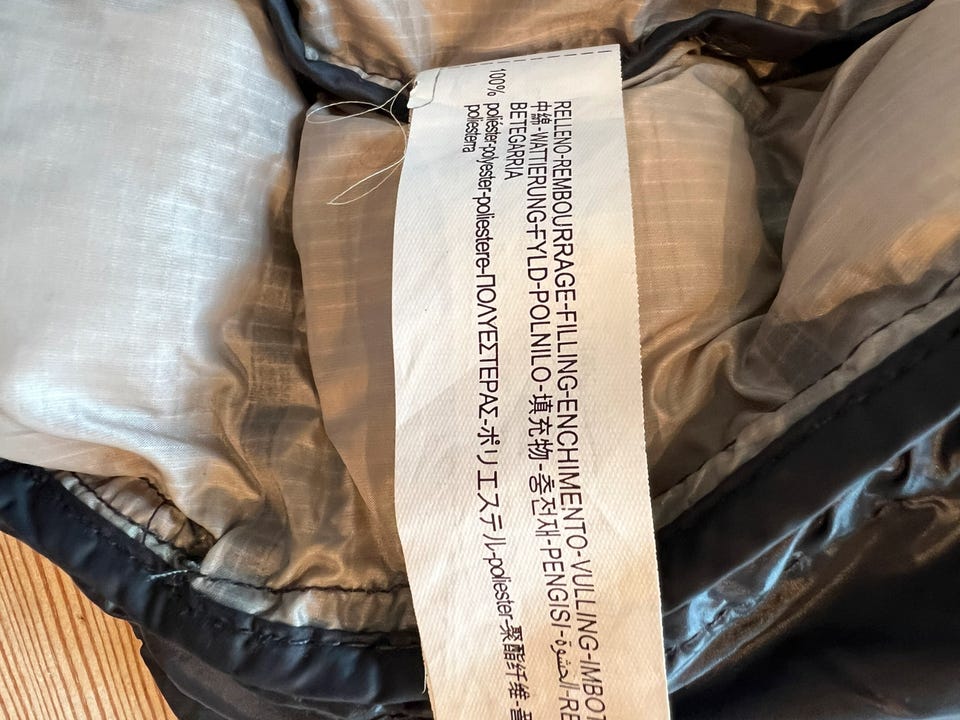 RELLENO-REMBOURRAGE-FILLING-ENCHIMENTO-VULLING-IMBOT
中綿-WATTIERUNG-FYLD-POLNILO-填充物-충전재-PENGISI-الحشوة-RE
BETEGARRIA
100% poliéster-polyester-poliestere-ΠΟΛΥΕΣΤΕΡΑΣ-ポリエステル-poliester-聚酯纤维-폴
poliesterra